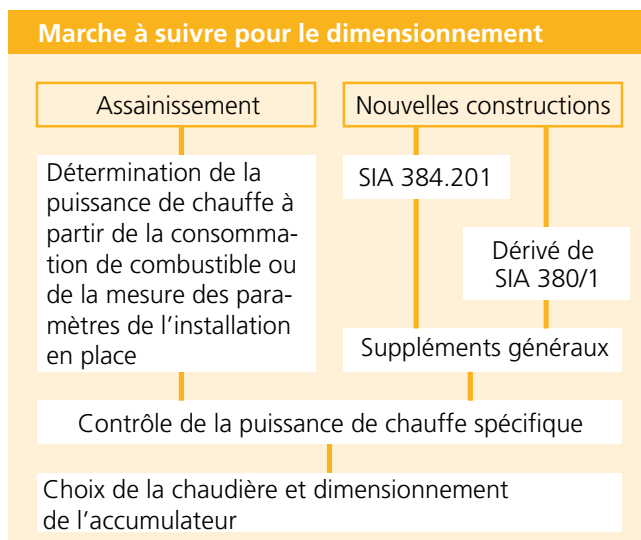 Marche à suivre pour le dimensionnement
Assainissement
Nouvelles constructions
Détermination de la
puissance de chauffe à
partir de la consomma-
tion de combustible ou
de la mesure des para-
mètres de l'installation
en place
SIA 384.201
Dérivé de
SIA 380/1
Suppléments généraux
Contrôle de la puissance de chauffe spécifique
Choix de la chaudière et dimensionnement
de l'accumulateur